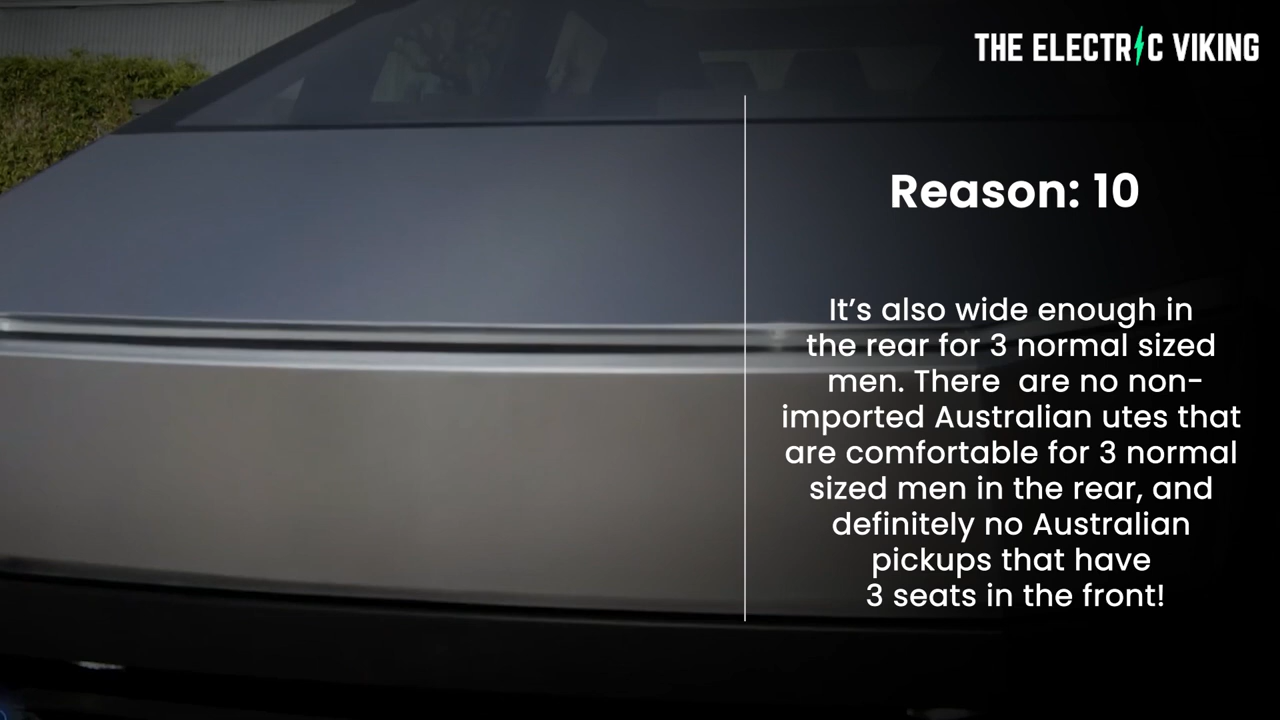 THE ELECTRIC VIKING
Reason: 10
It’s also wide enough in
the rear for 3 normal sized
men. There  are no non-
imported Australian utes that
are comfortable for 3 normal
sized men in the rear, and
definitely no Australian
pickups that have
3 seats in the front!